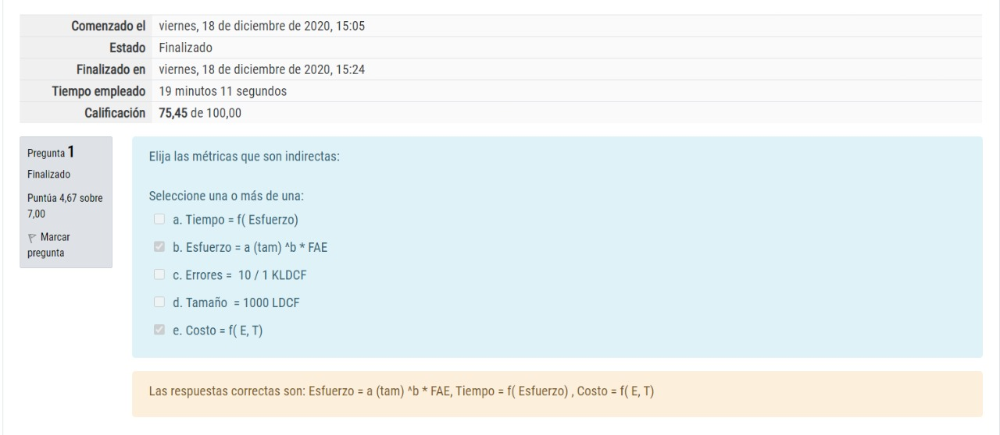 Comenzado el viernes, 18 de diciembre de 2020, 15:05
Estado Finalizado
Finalizado en viernes, 18 de diciembre de 2020, 15:24
Tiempo empleado 19 minutos 11 segundos
Calificación 75,45 de 100,00
Pregunta 1
Finalizado
Puntúa 4,67 sobre
7,00
Marcar
pregunta
Elija las métricas que son indirectas:
Seleccione una o más de una:
a. Tiempo = f( Esfuerzo)
b. Esfuerzo = a (tam) ^b * FAE
c. Errores = 10 / 1 KLDCF
d. Tamaño = 1000 LDCF
e. Costo = f( E, T)
Las respuestas correctas son: Esfuerzo = a (tam) ^b * FAE, Tiempo = f( Esfuerzo) , Costo = f( E, T)